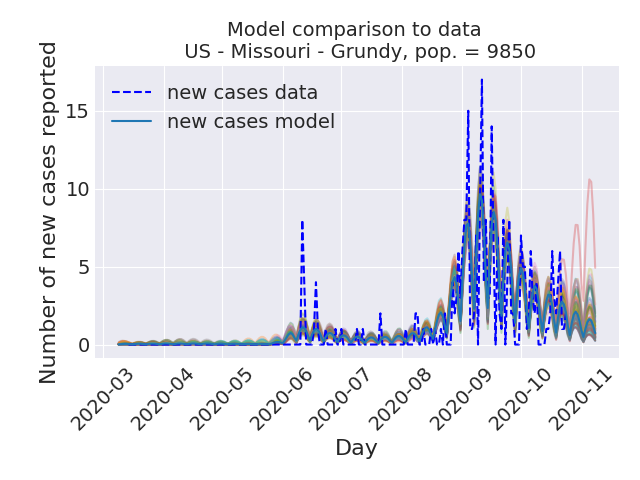 Model comparison to data
US - Missouri - Grundy, pop. = 9850
Number of new cases reported
new cases data
new cases model
15
10
5
0
2020-03
2020-04
2020-05
2020-06
2020-07
2020-08
2020-09
2020-10
2020-11
Day